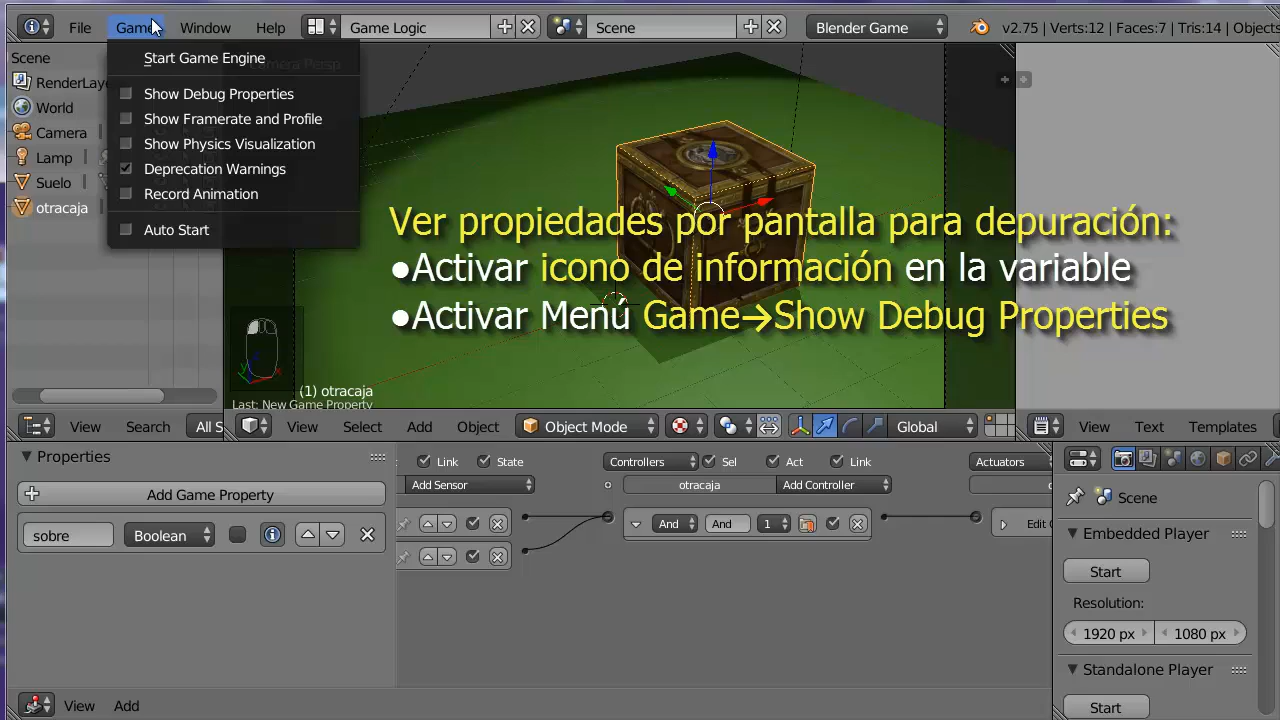 File Game Window Help Game Logic Scene Blender Game v2.75 | Verts:12 | Faces:7 | Tris:14 | Objects
Scene
RenderLaye
World
Camera
Lamp
Suelo
otracaja
Start Game Engine
Show Debug Properties
Show Framerate and Profile
Show Physics Visualization
Deprecation Warnings
Record Animation
Auto Start
Ver propiedades por pantalla para depuración:
●Activar icono de información en la variable
●Activar Menú Game→Show Debug Properties
(1) otracaja
Last: New Game Property
View Search All S
View Select Add Object Object Mode Global
View Text Templates
Properties
Add Game Property
sobre Boolean
Link State Controllers Sel Act Link Actuators
Add Sensor otracaja Add Controller
And And 1 Edit
Scene
Embedded Player
Start
Resolution:
1920 px 1080 px
Standalone Player
Start
View Add